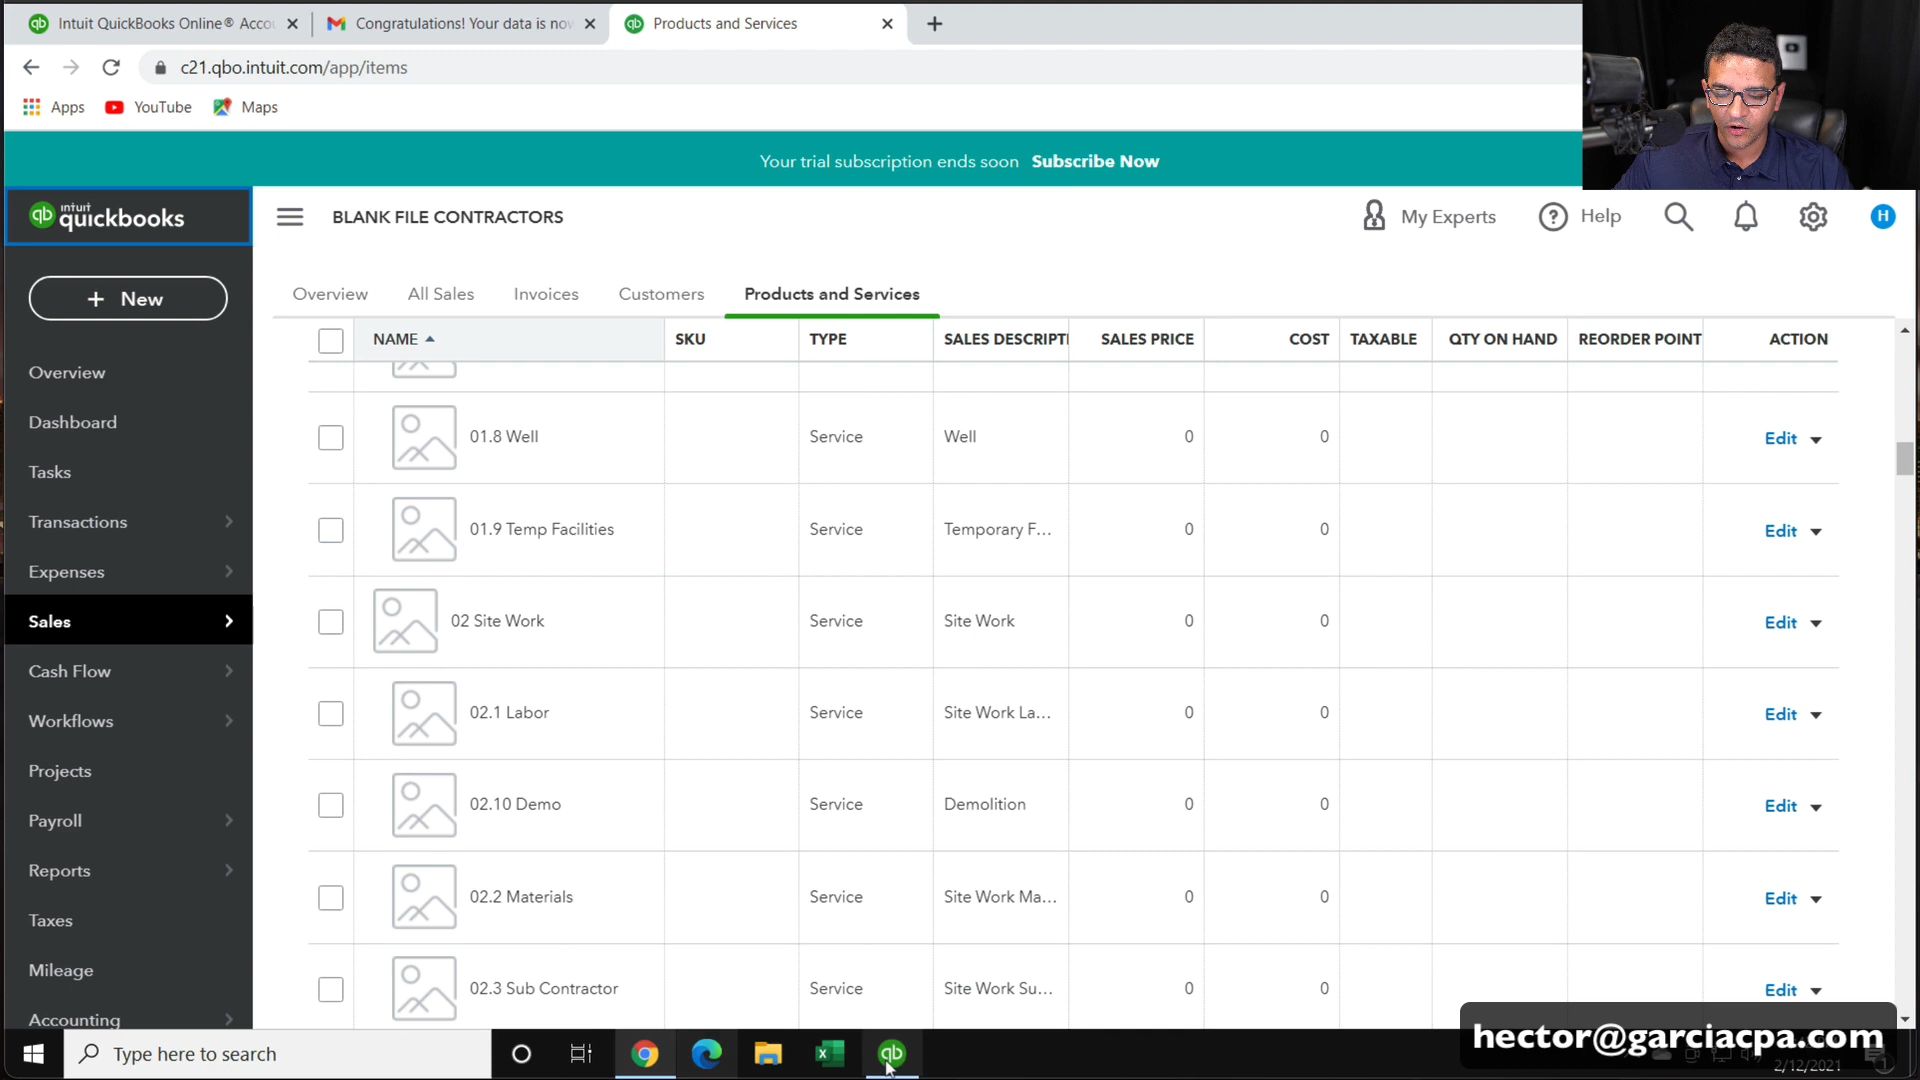 Intuit QuickBooks Online® Accou
Congratulations! Your data is now
Products and Services
c21.qbo.intuit.com/app/items
Apps
YouTube
Maps
Your trial subscription ends soon Subscribe Now
qb intuit quickbooks
BLANK FILE CONTRACTORS
My Experts
Help
H
+ New
Overview
Dashboard
Tasks
Transactions
Expenses
Sales
Cash Flow
Workflows
Projects
Payroll
Reports
Taxes
Mileage
Accounting
Overview All Sales Invoices Customers Products and Services
NAME SKU TYPE SALES DESCRIPTI SALES PRICE COST TAXABLE QTY ON HAND REORDER POINT ACTION
01.8 Well Service Well 0 0 Edit
01.9 Temp Facilities Service Temporary F... 0 0 Edit
02 Site Work Service Site Work 0 0 Edit
02.1 Labor Service Site Work La... 0 0 Edit
02.10 Demo Service Demolition 0 0 Edit
02.2 Materials Service Site Work Ma... 0 0 Edit
02.3 Sub Contractor Service Site Work Su... 0 0 Edit
hector@garciacpa.com
Type here to search
qb
2/12/2021